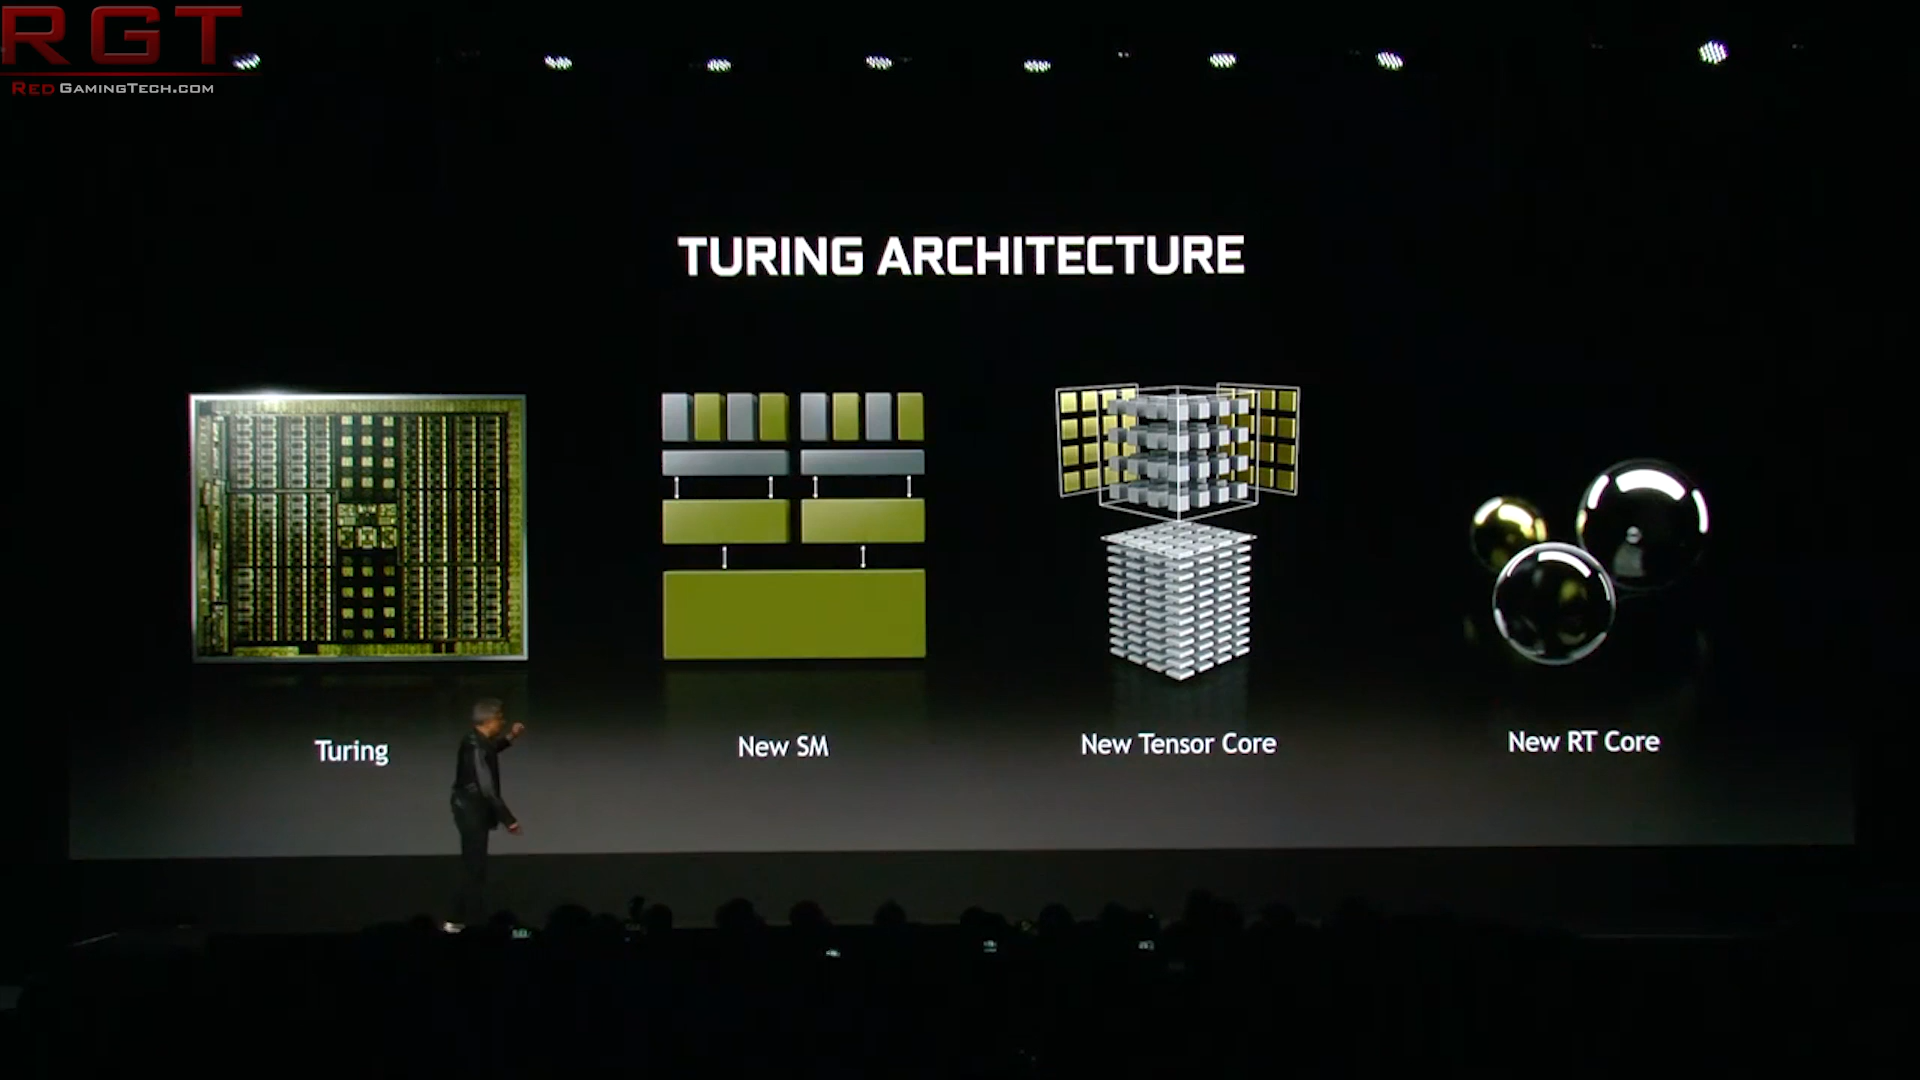 RGT
REDGAMINGTECH.COM
TURING ARCHITECTURE
Turing
New SM
New Tensor Core
New RT Core